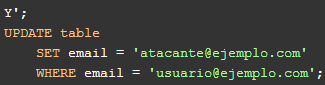 Y';
UPDATE table
SET email = 'atacante@ejemplo.com'
WHERE email = 'usuario@ejemplo.com';